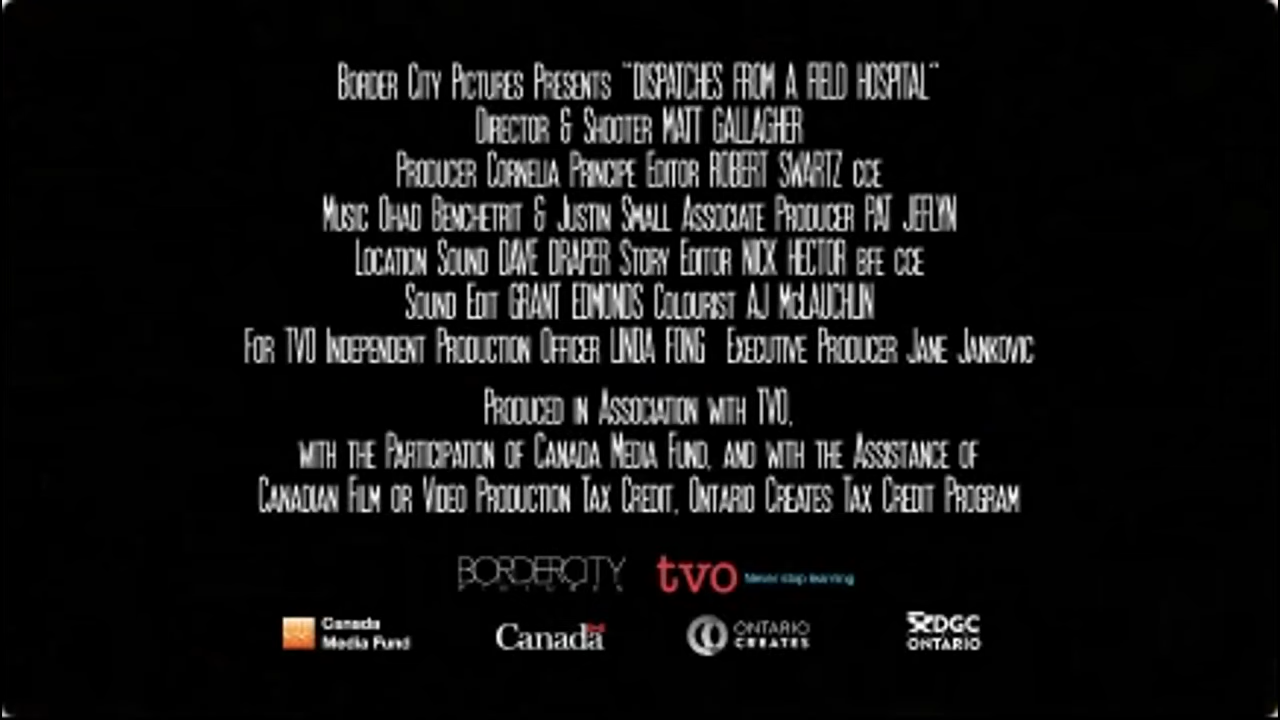 Border City Pictures Presents "DISPATCHES FROM A FIELD HOSPITAL"
Director & Shooter MATT GALLAGHER
Producer Cornelia Principe Editor ROBERT SWARTZ CCE
Music Ohad Benchetrit & Justin Small Associate Producer PAT JEFLYN
Location Sound DAVE DRAPER Story Editor NICK HECTOR BFE CCE
Sound Edit GRANT EDMONDS Colourist AJ McLAUCHLIN
For TVO Independent Production Officer LINDA FONG Executive Producer Jane Jankovic
Produced in Association with TVO,
with the Participation of Canada Media Fund, and with the Assistance of
Canadian Film or Video Production Tax Credit, Ontario Creates Tax Credit Program
BORDERCITY
tvo Never stop learning
Canada Media Fund
Canada
ONTARIO CREATES
DGC ONTARIO